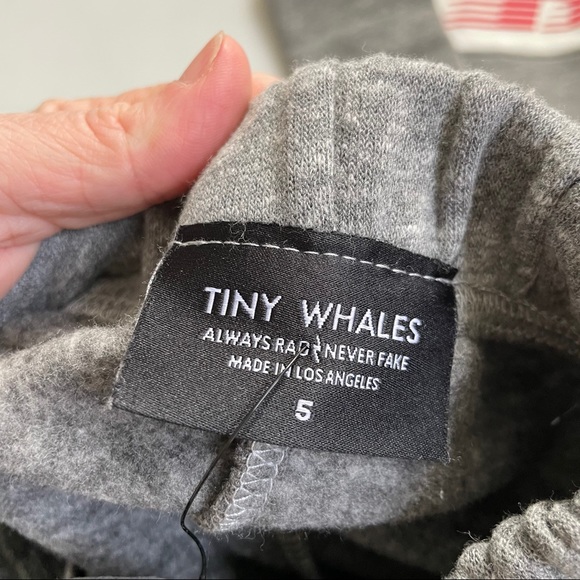 TINY WHALES
ALWAYS RAD NEVER FAKE
MADE IN LOS ANGELES
5